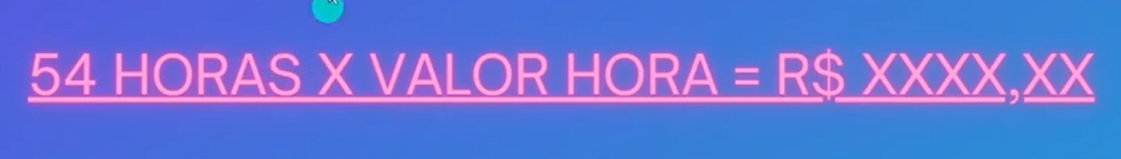 54 HORAS X VALOR HORA = R$ XXXX,XX